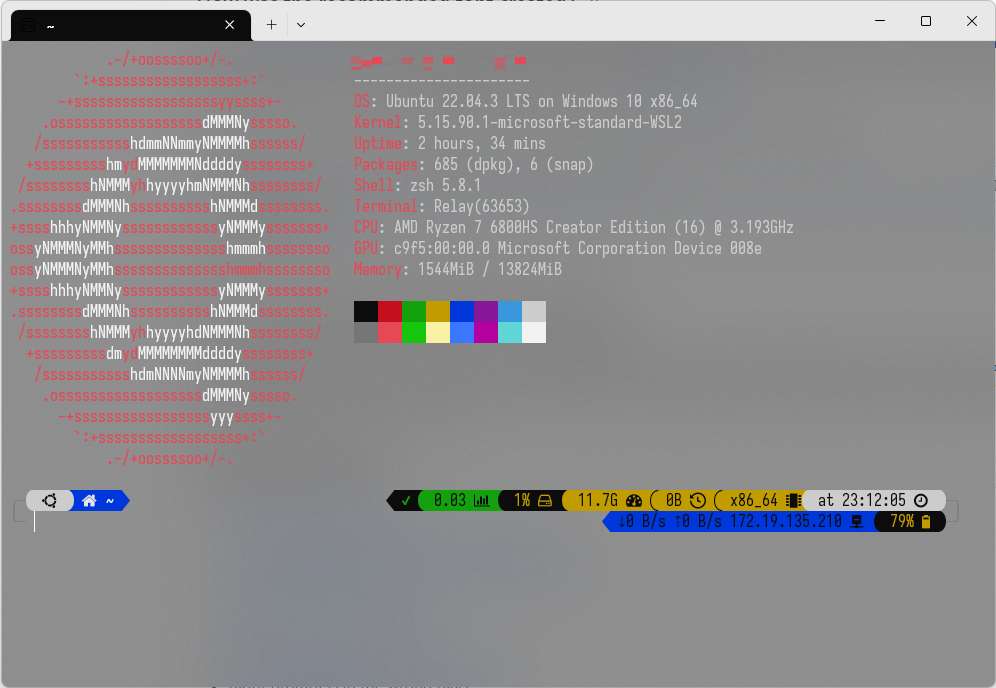 ~
.-/+oossssoo+/-.
`:+ssssssssssssssssss+:`
-+ssssssssssssssssssyyssss+-
.ossssssssssssssssssdMMMNysssso.
/ssssssssssshdmmNNmmyNMMMMhssssss/
+ssssssssshmydMMMMMMMNddddyssssssss+
/sssssssshNMMMyhhyyyyhmNMMMNhssssssss/
.ssssssssdMMMNhsssssssssshNMMMdssssssss.
+sssshhhyNMMNyssssssssssssyNMMMysssssss+
ossyNMMMNyMMhsssssssssssssshmmmhssssssso
ossyNMMMNyMMhsssssssssssssshmmmhssssssso
+sssshhhyNMMNyssssssssssssyNMMMysssssss+
.ssssssssdMMMNhsssssssssshNMMMdssssssss.
/sssssssshNMMMyhhyyyyhdNMMMNhssssssss/
+sssssssssdmydMMMMMMMMddddyssssssss+
/ssssssssssshdmNNNNmyNMMMMhssssss/
.ossssssssssssssssssdMMMNysssso.
-+sssssssssssssssssyyyssss+-
`:+ssssssssssssssssss+:`
.-/+oossssoo+/-.
----------------------
OS: Ubuntu 22.04.3 LTS on Windows 10 x86_64
Kernel: 5.15.90.1-microsoft-standard-WSL2
Uptime: 2 hours, 34 mins
Packages: 685 (dpkg), 6 (snap)
Shell: zsh 5.8.1
Terminal: Relay(63653)
CPU: AMD Ryzen 7 6800HS Creator Edition (16) @ 3.193GHz
GPU: c9f5:00:00.0 Microsoft Corporation Device 008e
Memory: 1544MiB / 13824MiB
~ ✓ 0.03 1% 11.7G 0B x86_64 at 23:12:05
↓0 B/s ↑0 B/s 172.19.135.210 79%